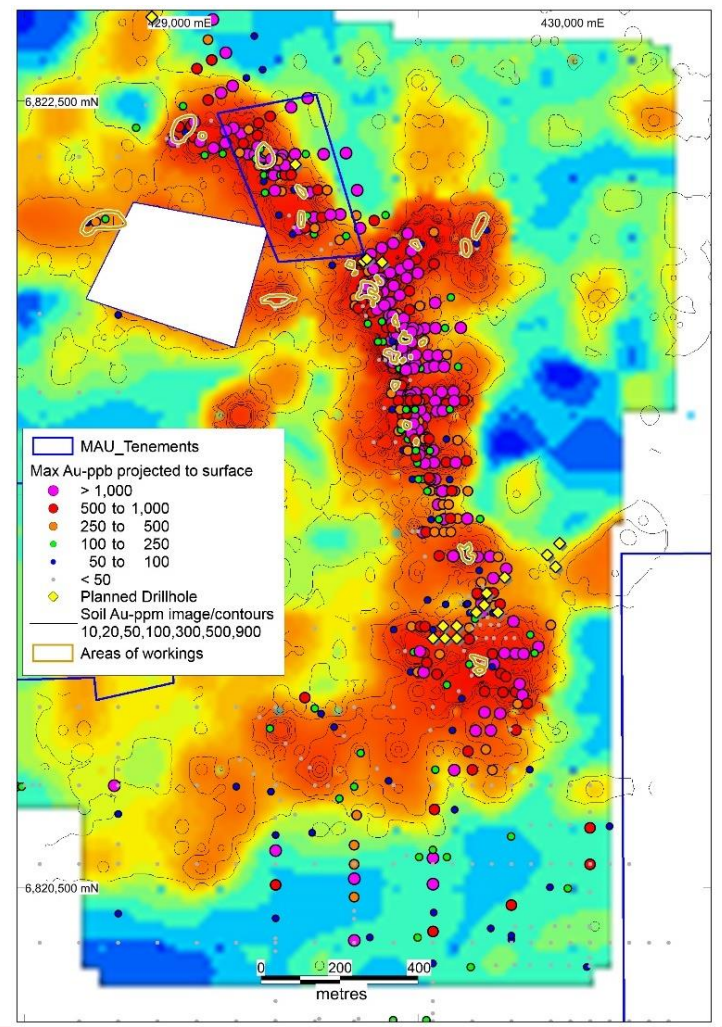 429,000 mE
430,000 mE
6,822,500 mN
MAU_Tenements
Max Au-ppb projected to surface
> 1,000
500 to 1,000
250 to 500
100 to 250
50 to 100
< 50
Planned Drillhole
Soil Au-ppm image/contours
10,20,50,100,300,500,900
Areas of workings
6,820,500 mN
0 200 400
metres